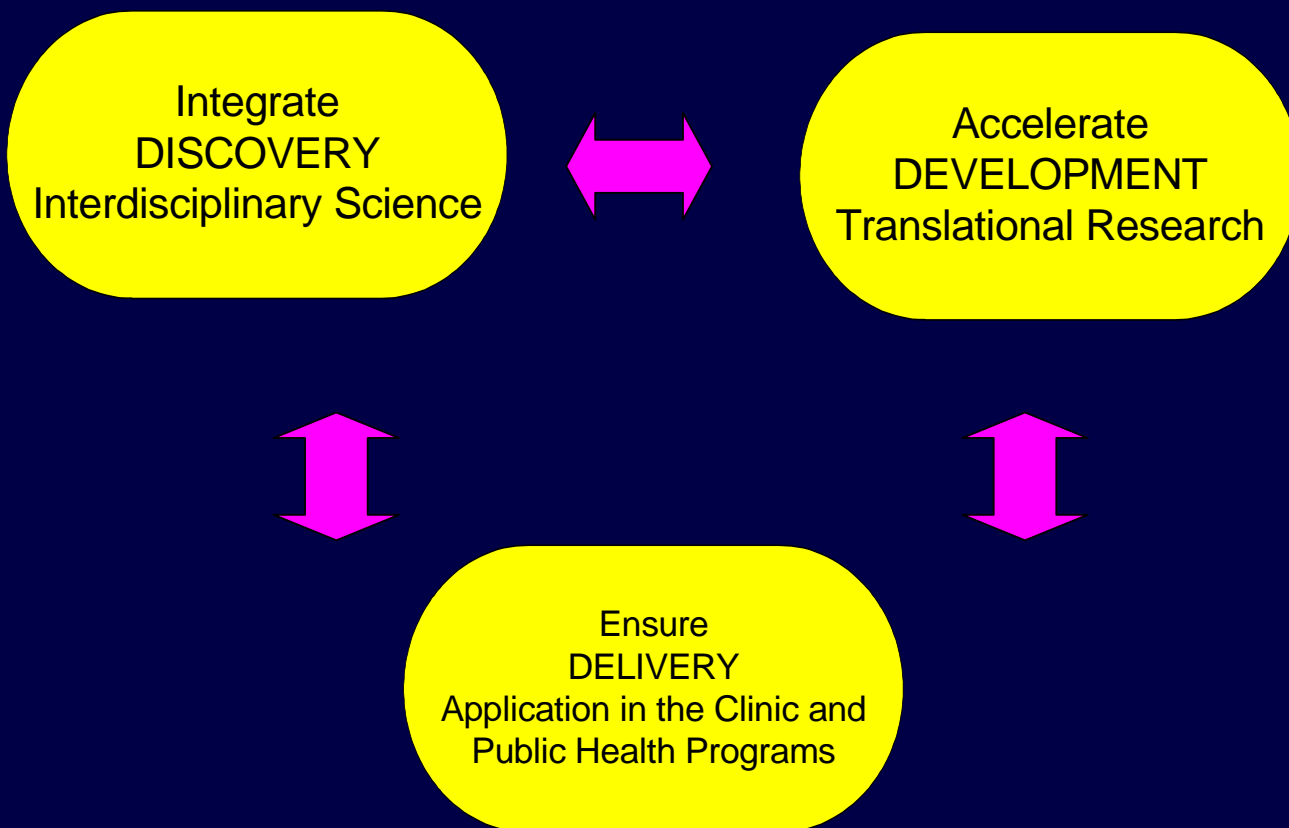 Integrate
DISCOVERY
Interdisciplinary Science
Accelerate
DEVELOPMENT
Translational Research
Ensure
DELIVERY
Application in the Clinic and
Public Health Programs